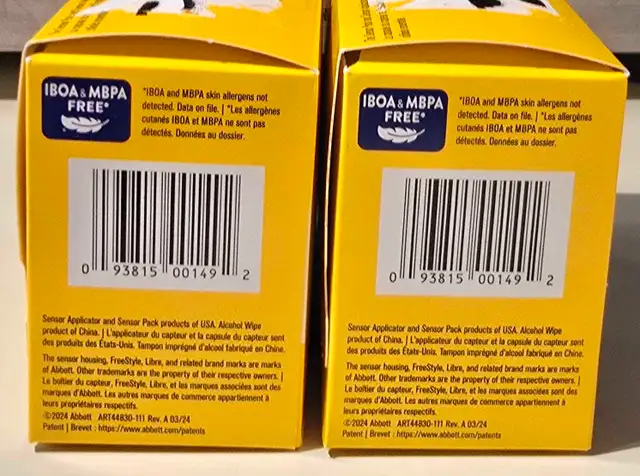 IBOA & MBPA
FREE*
*IBOA and MBPA skin allergens not
detected. Data on file. | *Les allergènes
cutanés IBOA et MBPA ne sont pas
détectés. Données au dossier.
0 93815 00149 2
Sensor Applicator and Sensor Pack products of USA. Alcohol Wipe
product of China. | L'applicateur du capteur et la capsule du capteur sont
des produits des États-Unis. Tampon imprégné d'alcool fabriqué en Chine.
The sensor housing, FreeStyle, Libre, and related brand marks are marks
of Abbott. Other trademarks are the property of their respective owners. |
Le boîtier du capteur, FreeStyle, Libre, et les marques associées sont des
marques d'Abbott. Les autres marques de commerce appartiennent à
leurs propriétaires respectifs.
©2024 Abbott ART44830-111 Rev. A 03/24
Patent | Brevet : https://www.abbott.com/patents
IBOA & MBPA
FREE*
*IBOA and MBPA skin allergens not
detected. Data on file. | *Les allergènes
cutanés IBOA et MBPA ne sont pas
détectés. Données au dossier.
0 93815 00149 2
Sensor Applicator and Sensor Pack products of USA. Alcohol Wipe
product of China. | L'applicateur du capteur et la capsule du capteur sont
des produits des États-Unis. Tampon imprégné d'alcool fabriqué en Chine.
The sensor housing, FreeStyle, Libre, and related brand marks are marks
of Abbott. Other trademarks are the property of their respective owners. |
Le boîtier du capteur, FreeStyle, Libre, et les marques associées sont des
marques d'Abbott. Les autres marques de commerce appartiennent à
leurs propriétaires respectifs.
©2024 Abbott ART44830-111 Rev. A 03/24
Patent | Brevet : https://www.abbott.com/patents